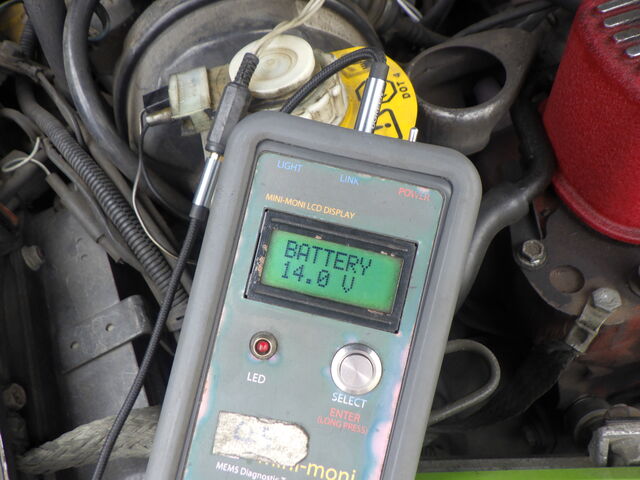 DOT 4
LIGHT
LINK
POWER
MINI-MONI LCD DISPLAY
BATTERY
14.0 V
LED
SELECT
ENTER
(LONG PRESS)
mini-moni
MEMS Diagnostic